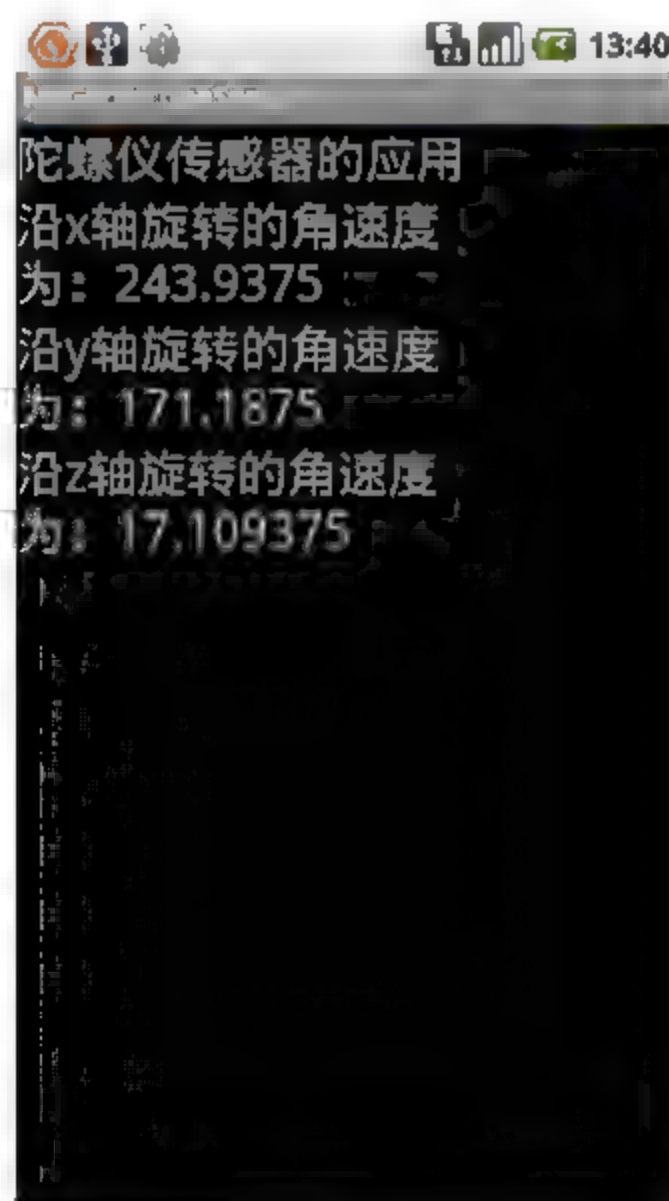 13:40
陀螺仪传感器的应用
沿x轴旋转的角速度
为：243.9375
沿y轴旋转的角速度
为：171.1875
沿z轴旋转的角速度
为：17.109375